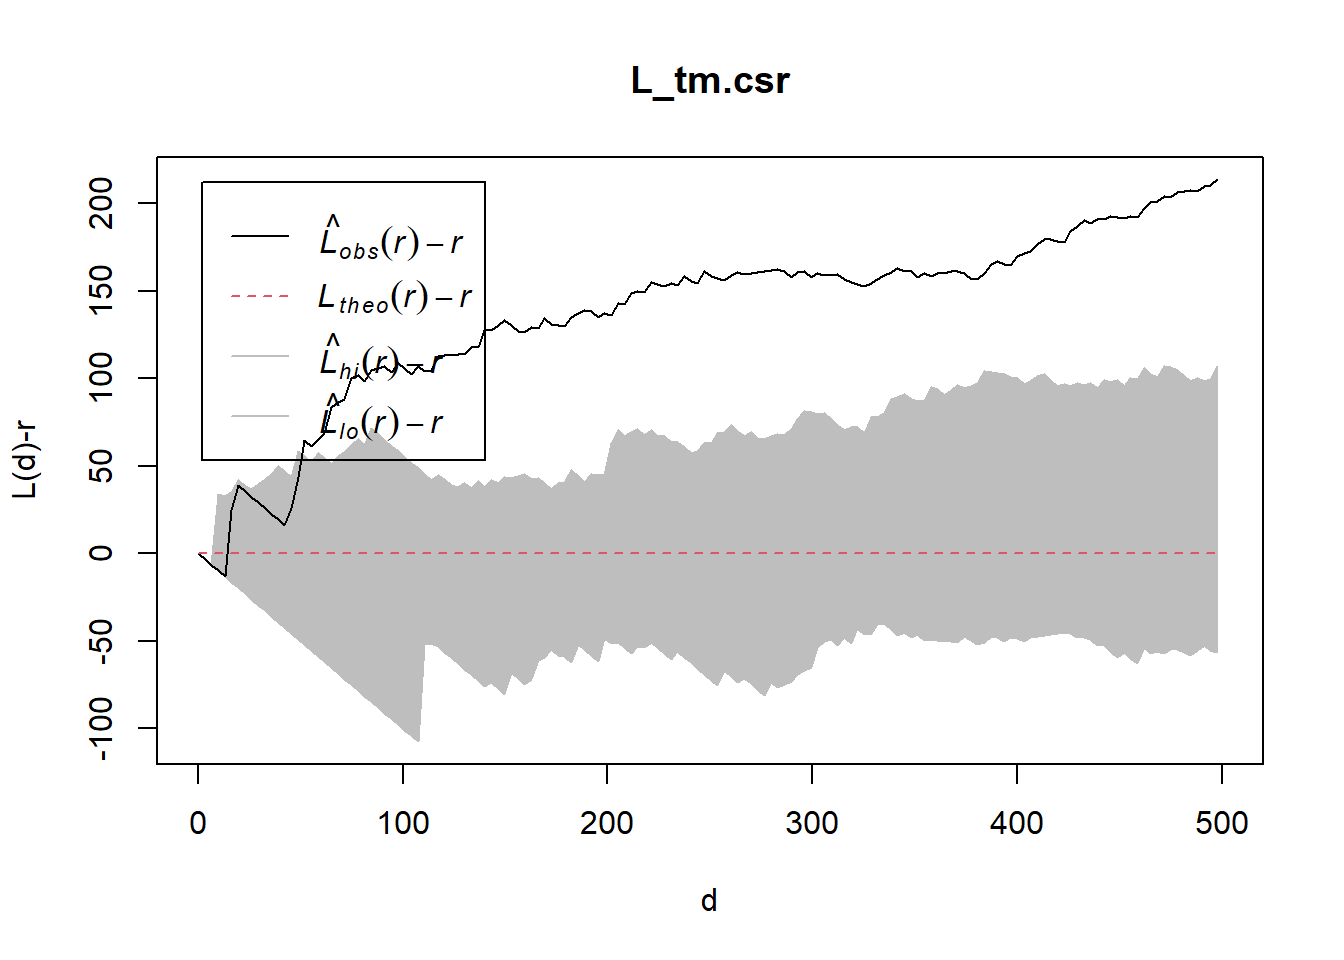 L_tm.csr
L̂obs(r) − r
Ltheo(r) − r
L̂hi(r) − r
L̂lo(r) − r
L(d)-r
200
150
100
50
0
-50
-100
0 100 200 300 400 500
d